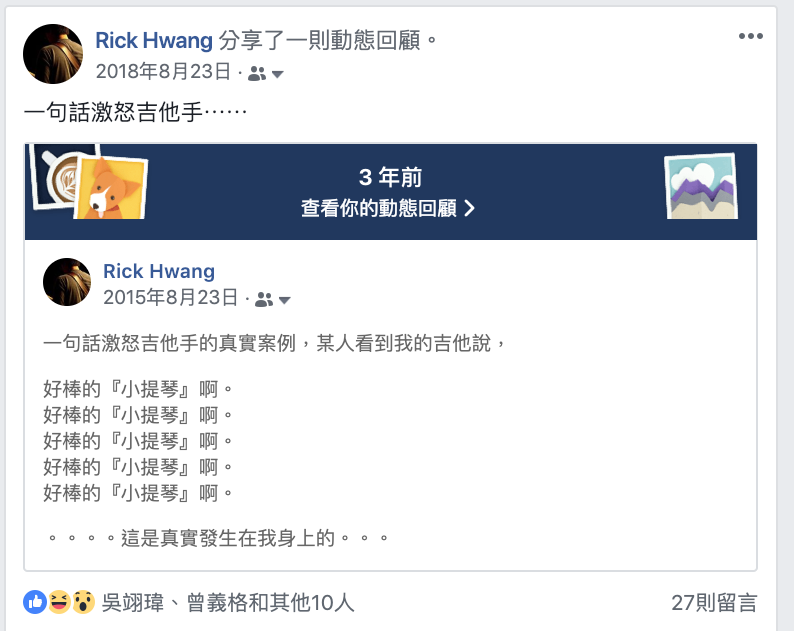 Rick Hwang 分享了一則動態回顧。
2018年8月23日 ·
一句話激怒吉他手⋯⋯
3 年前
查看你的動態回顧
Rick Hwang
2015年8月23日 ·
一句話激怒吉他手的真實案例，某人看到我的吉他說，
好棒的『小提琴』啊。
好棒的『小提琴』啊。
好棒的『小提琴』啊。
好棒的『小提琴』啊。
好棒的『小提琴』啊。
。。。。這是真實發生在我身上的。。。
吳翊瑋、曾義格和其他10人
27則留言